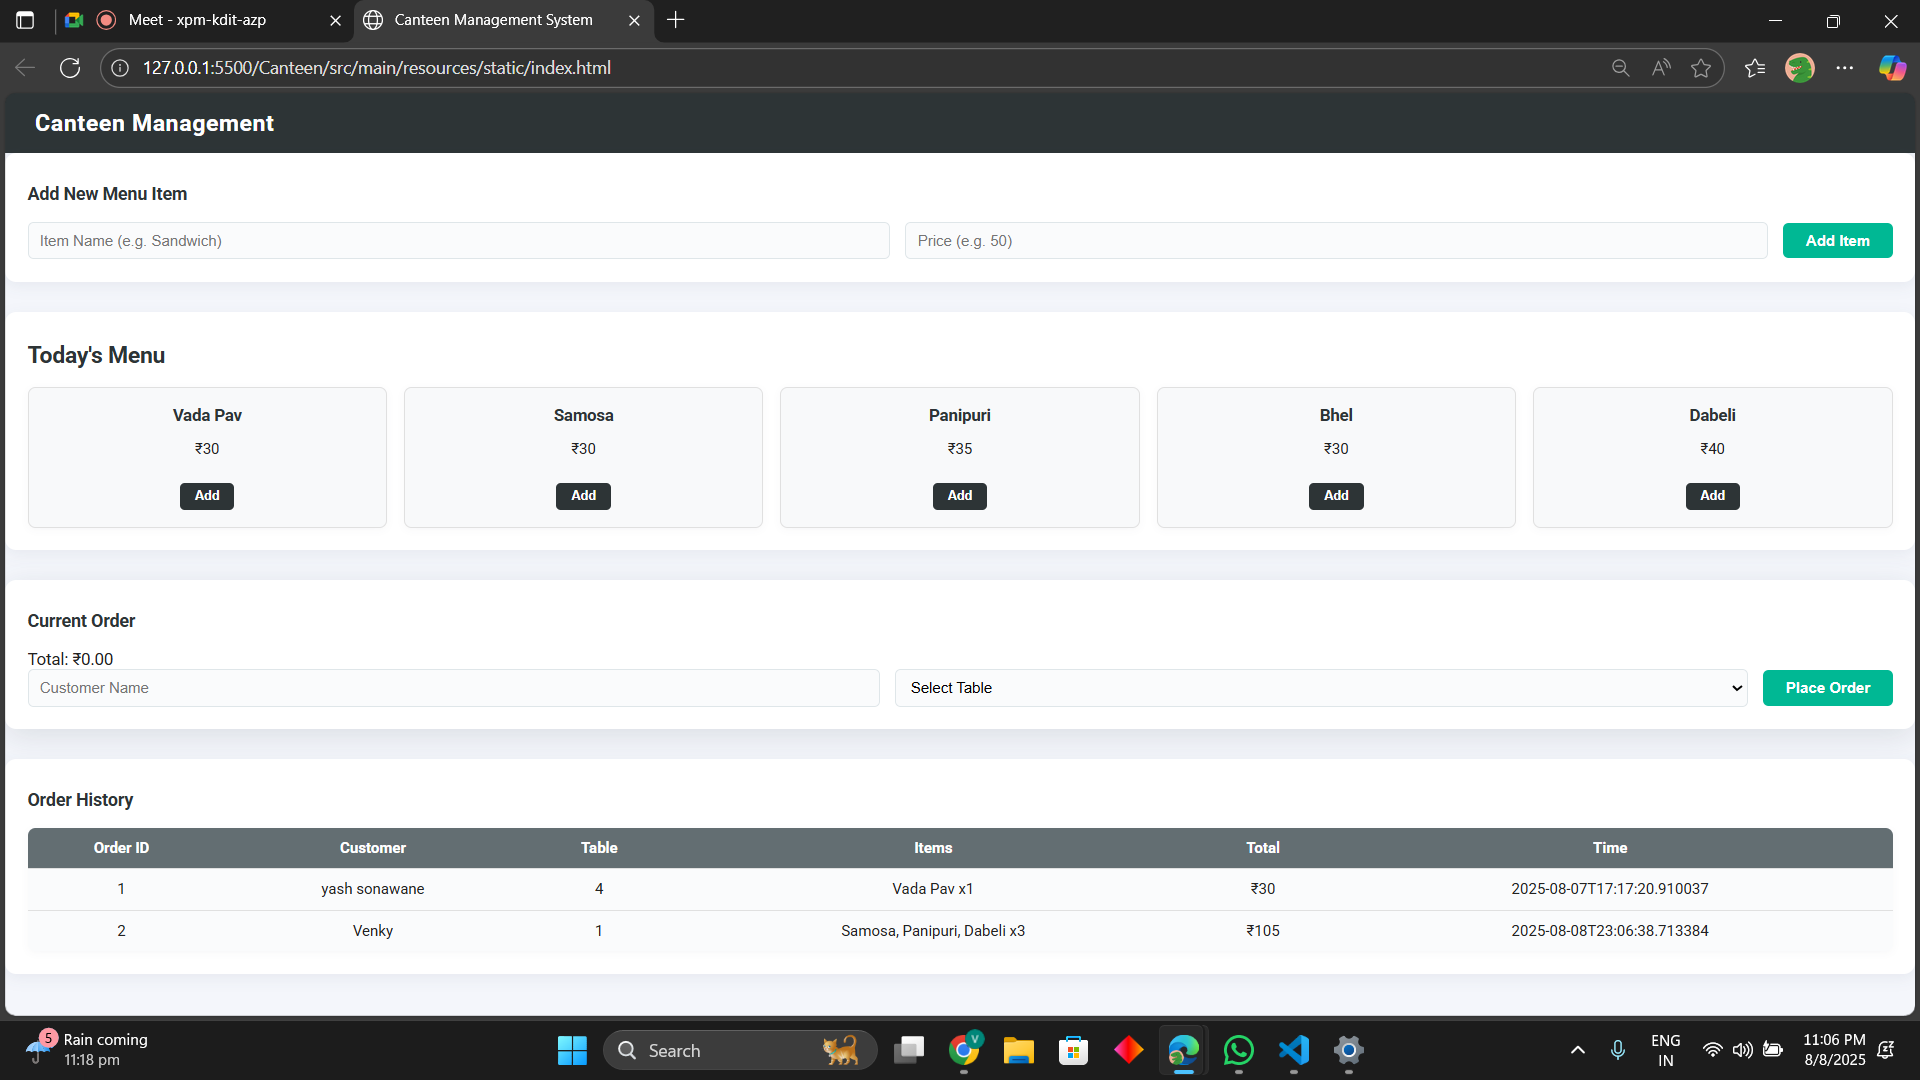 Meet - xpm-kdit-azp
Canteen Management System
127.0.0.1:5500/Canteen/src/main/resources/static/index.html
Canteen Management
Add New Menu Item
Item Name (e.g. Sandwich)
Price (e.g. 50)
Add Item
Today's Menu
Vada Pav
₹30
Add
Samosa
₹30
Add
Panipuri
₹35
Add
Bhel
₹30
Add
Dabeli
₹40
Add
Current Order
Total: ₹0.00
Customer Name
Select Table
Place Order
Order History
Order ID Customer Table Items Total Time
1 yash sonawane 4 Vada Pav x1 ₹30 2025-08-07T17:17:20.910037
2 Venky 1 Samosa, Panipuri, Dabeli x3 ₹105 2025-08-08T23:06:38.713384
5
Rain coming
11:18 pm
Search
V
ENG
IN
11:06 PM
8/8/2025